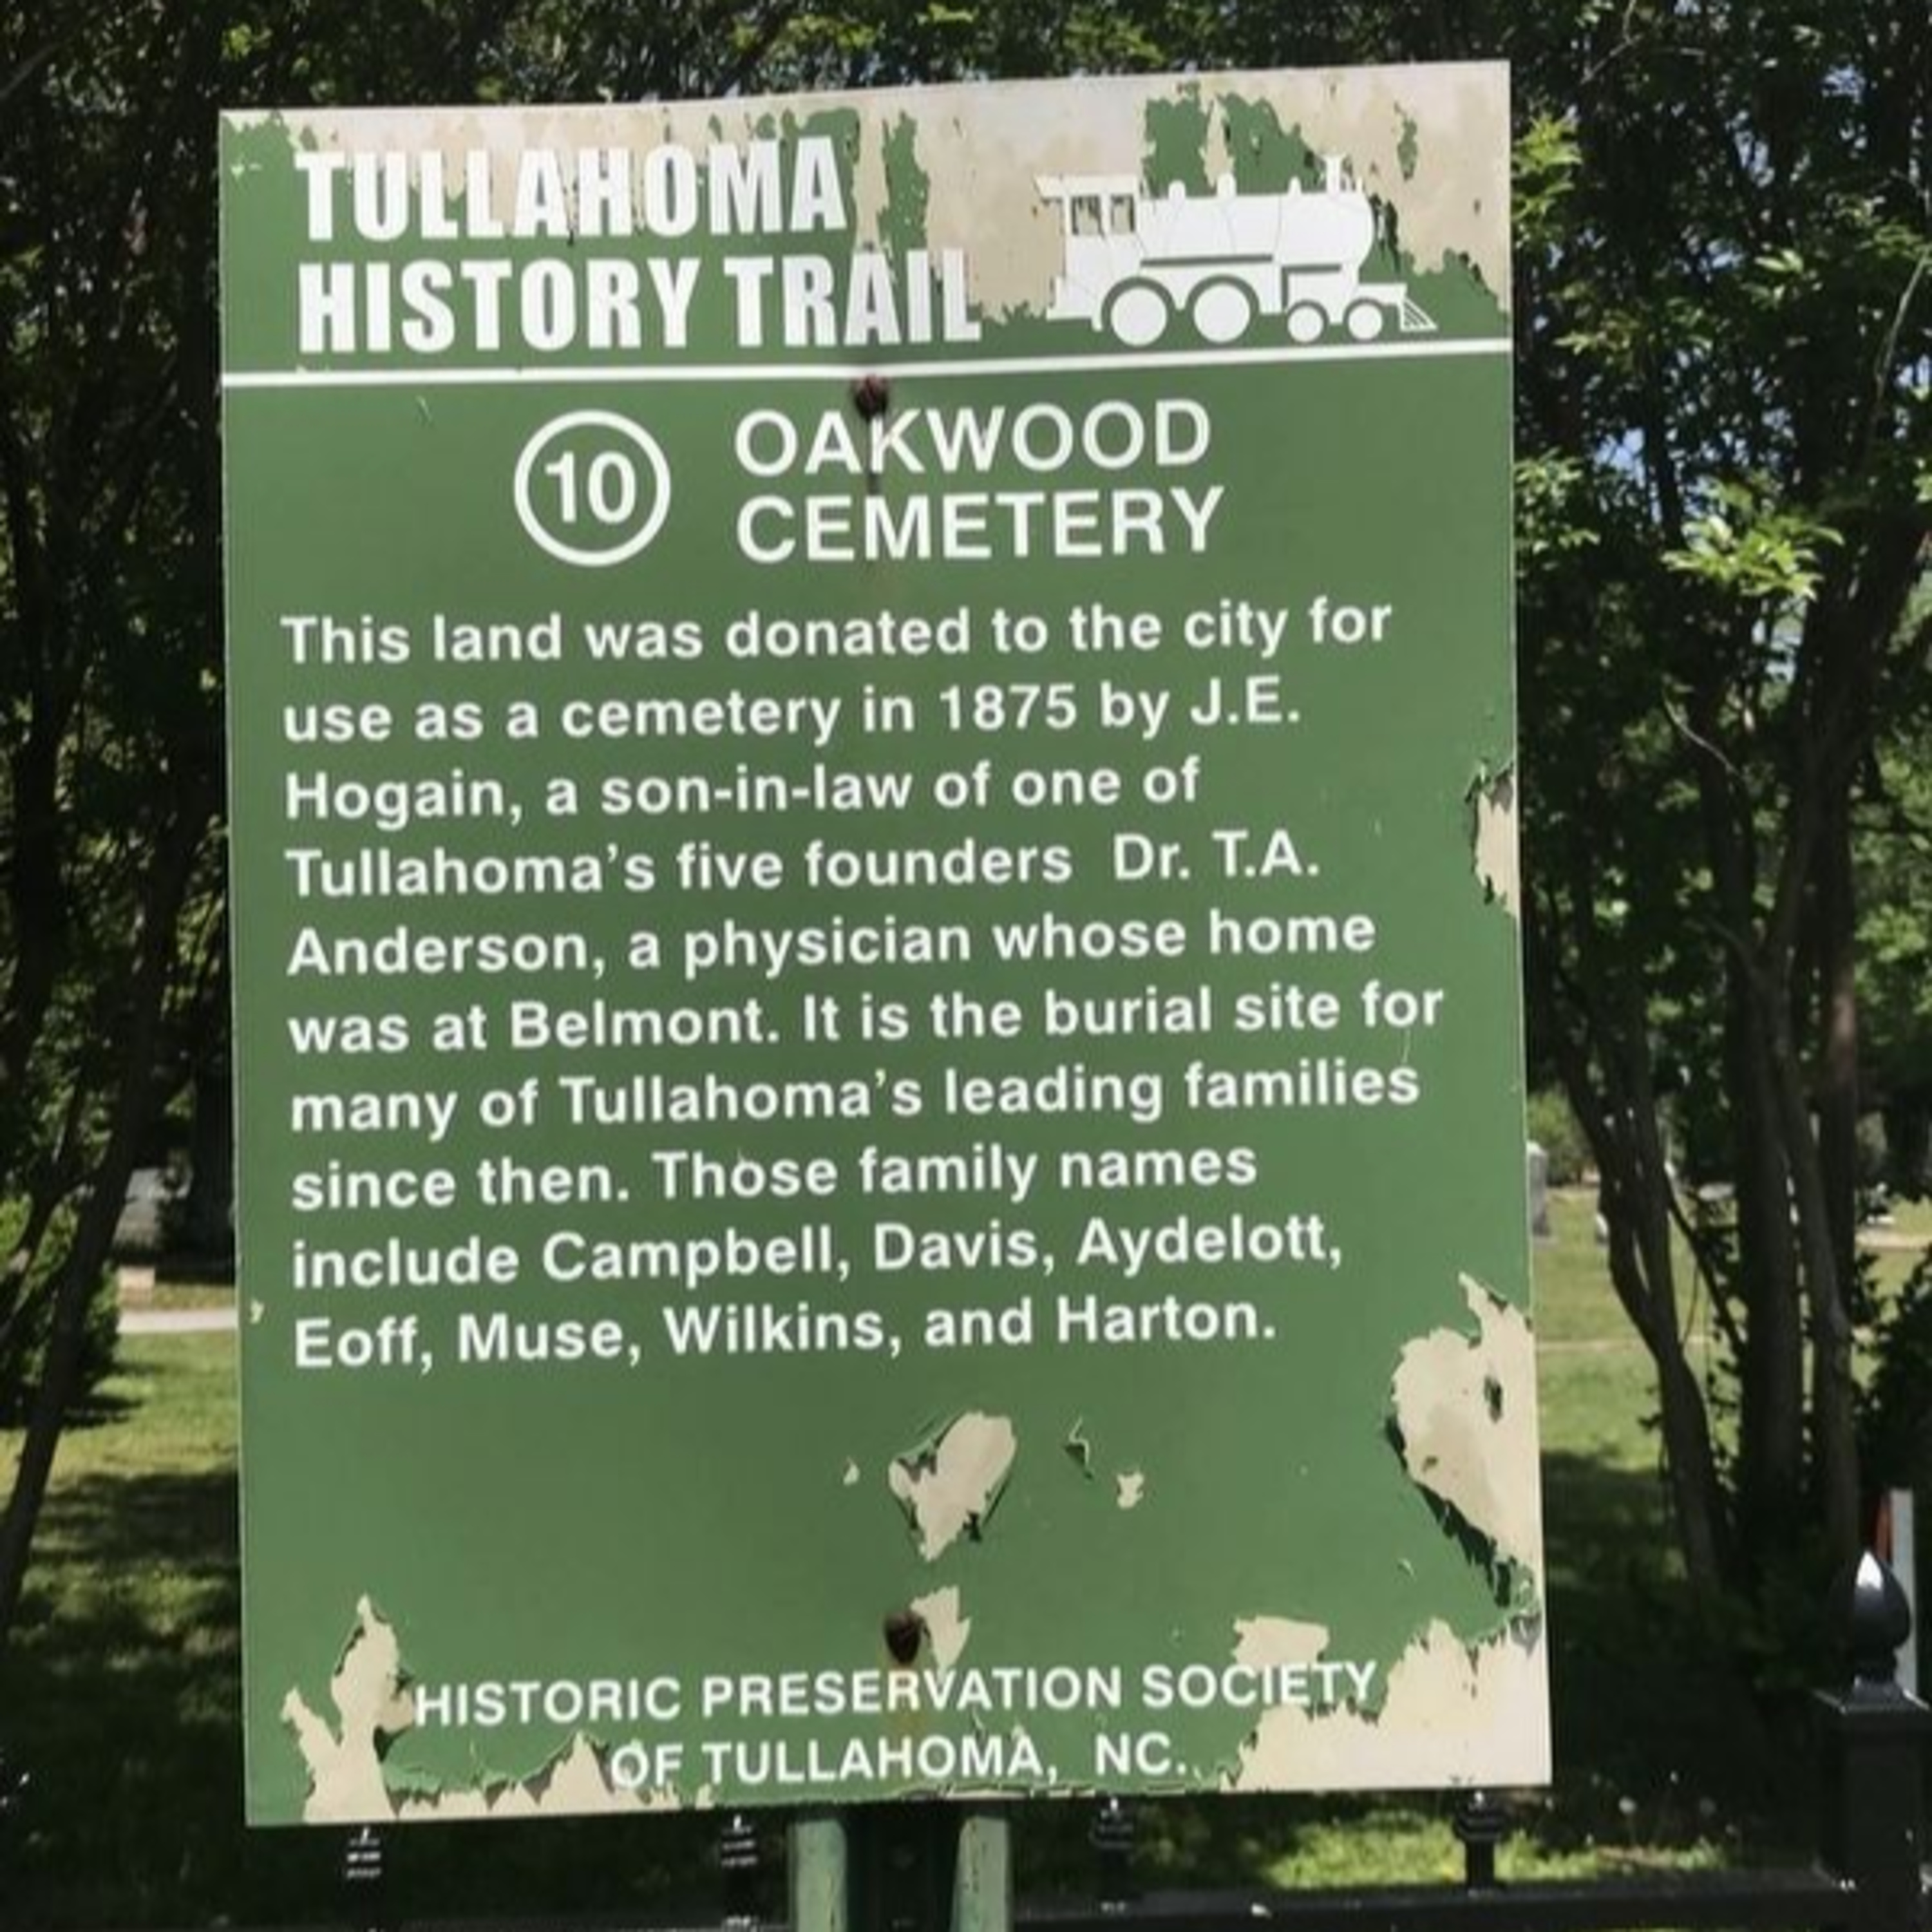 TULLAHOMA
HISTORY TRAIL
10 OAKWOOD
CEMETERY
This land was donated to the city for
use as a cemetery in 1875 by J.E.
Hogain, a son-in-law of one of
Tullahoma's five founders Dr. T.A.
Anderson, a physician whose home
was at Belmont. It is the burial site for
many of Tullahoma's leading families
since then. Those family names
include Campbell, Davis, Aydelott,
Eoff, Muse, Wilkins, and Harton.
HISTORIC PRESERVATION SOCIETY
OF TULLAHOMA, NC.